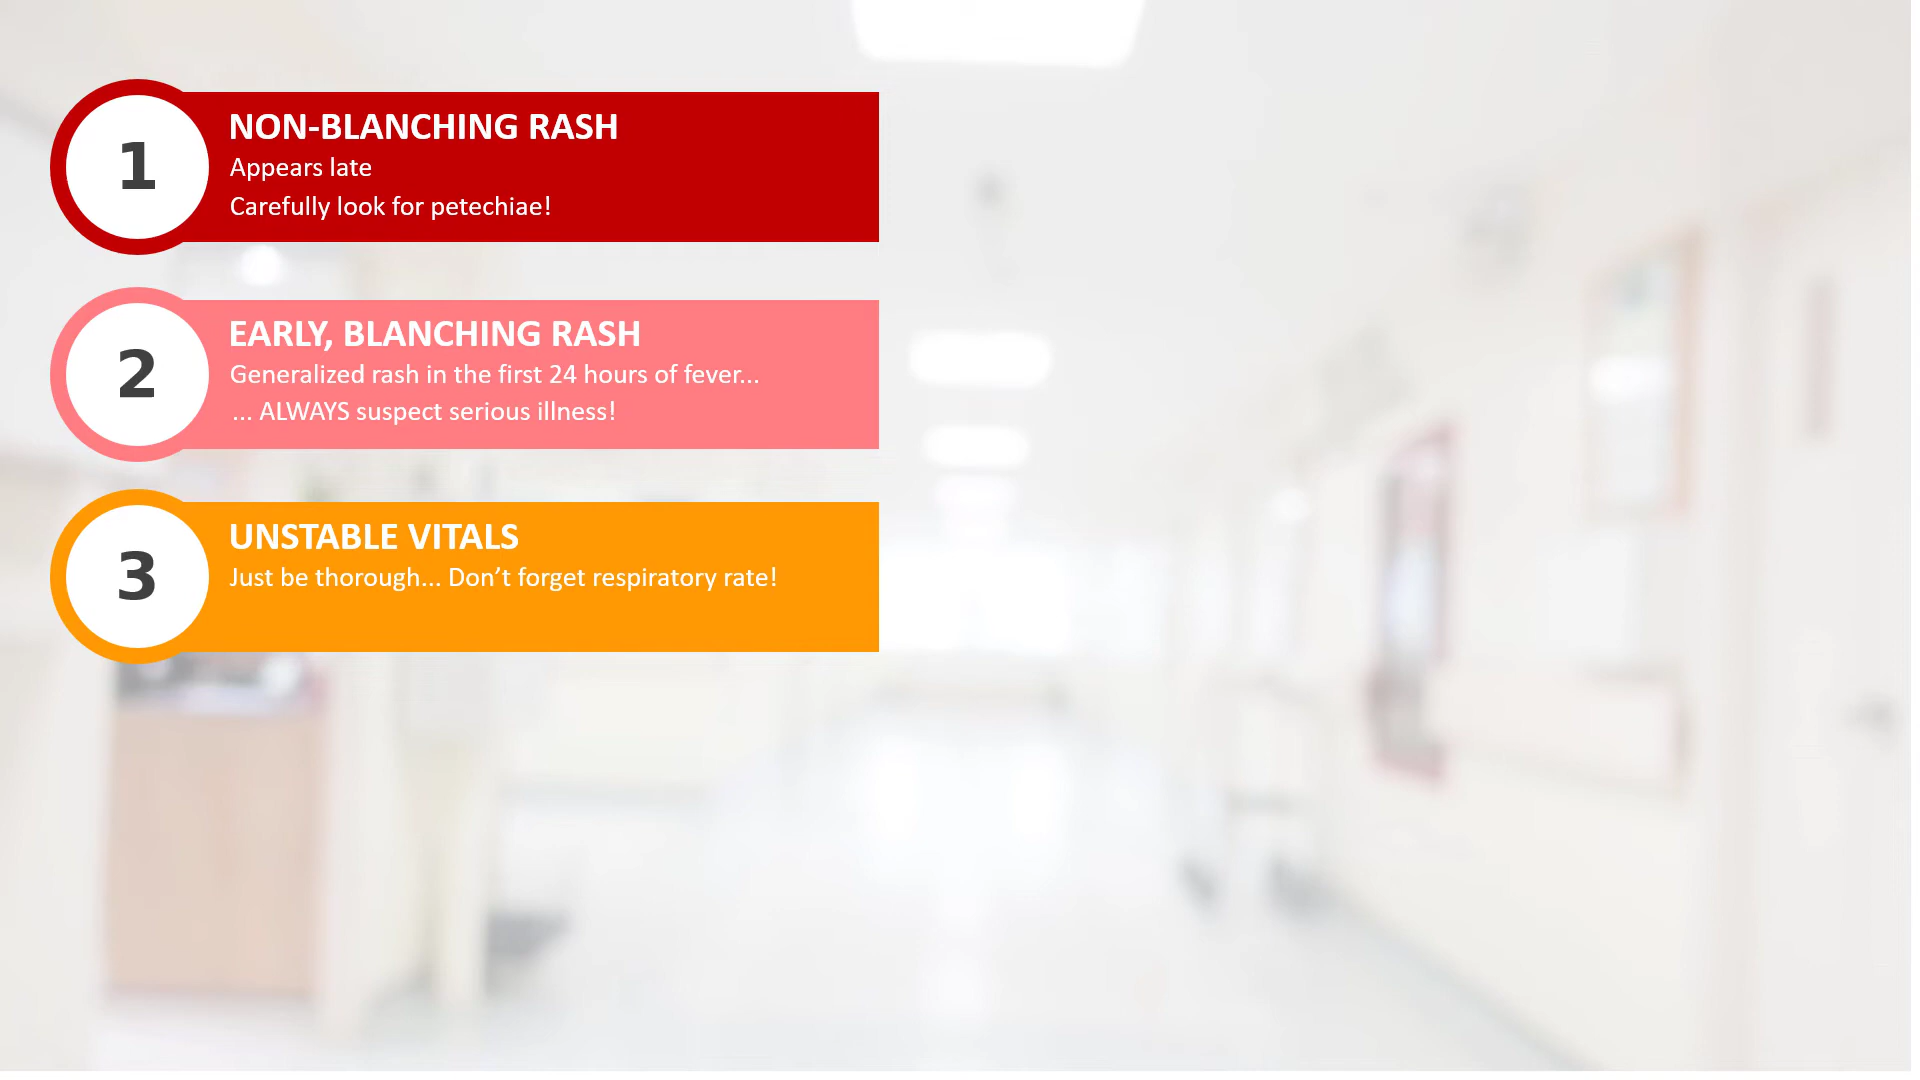 1
NON-BLANCHING RASH
Appears late
Carefully look for petechiae!
2
EARLY, BLANCHING RASH
Generalized rash in the first 24 hours of fever...
... ALWAYS suspect serious illness!
3
UNSTABLE VITALS
Just be thorough... Don’t forget respiratory rate!